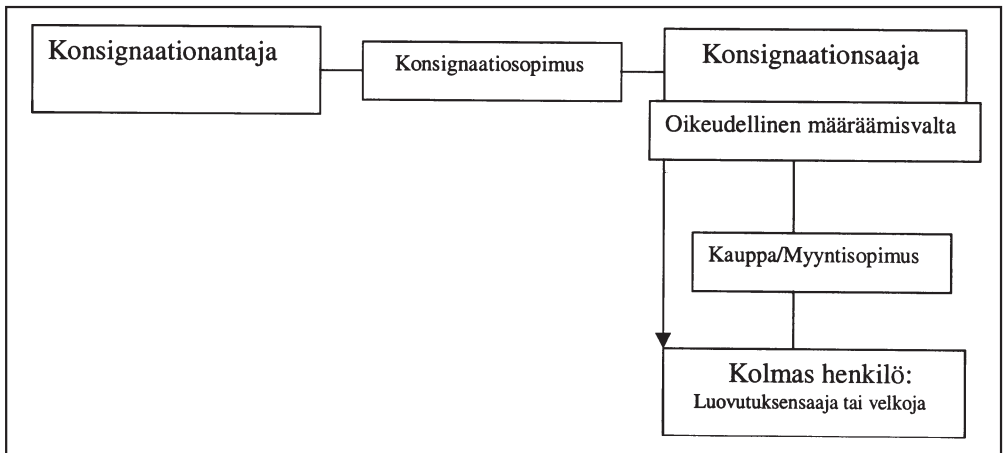 Konsignaationantaja
Konsignaatiosopimus
Konsignaationsaaja
Oikeudellinen määräämisvalta
Kauppa/Myyntisopimus
Kolmas henkilö:
Luovutuksensaaja tai velkoja